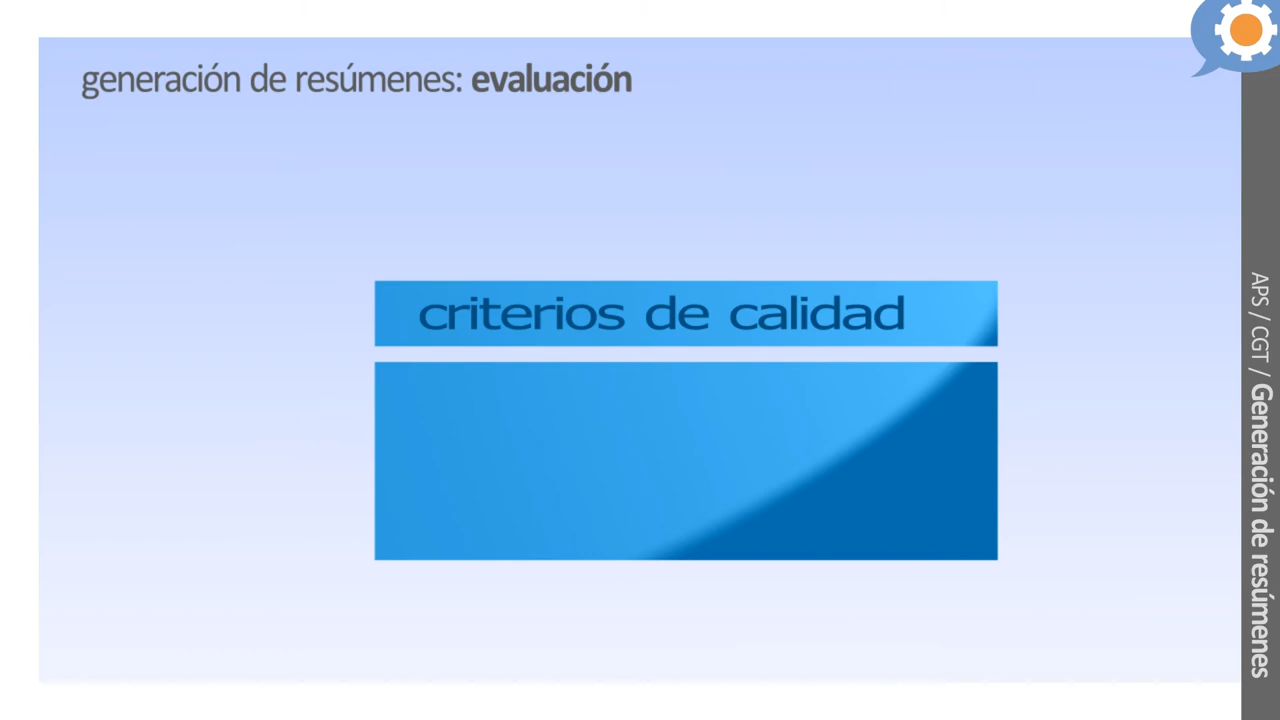 generación de resúmenes: evaluación
criterios de calidad
APS / CGT / Generación de resúmenes